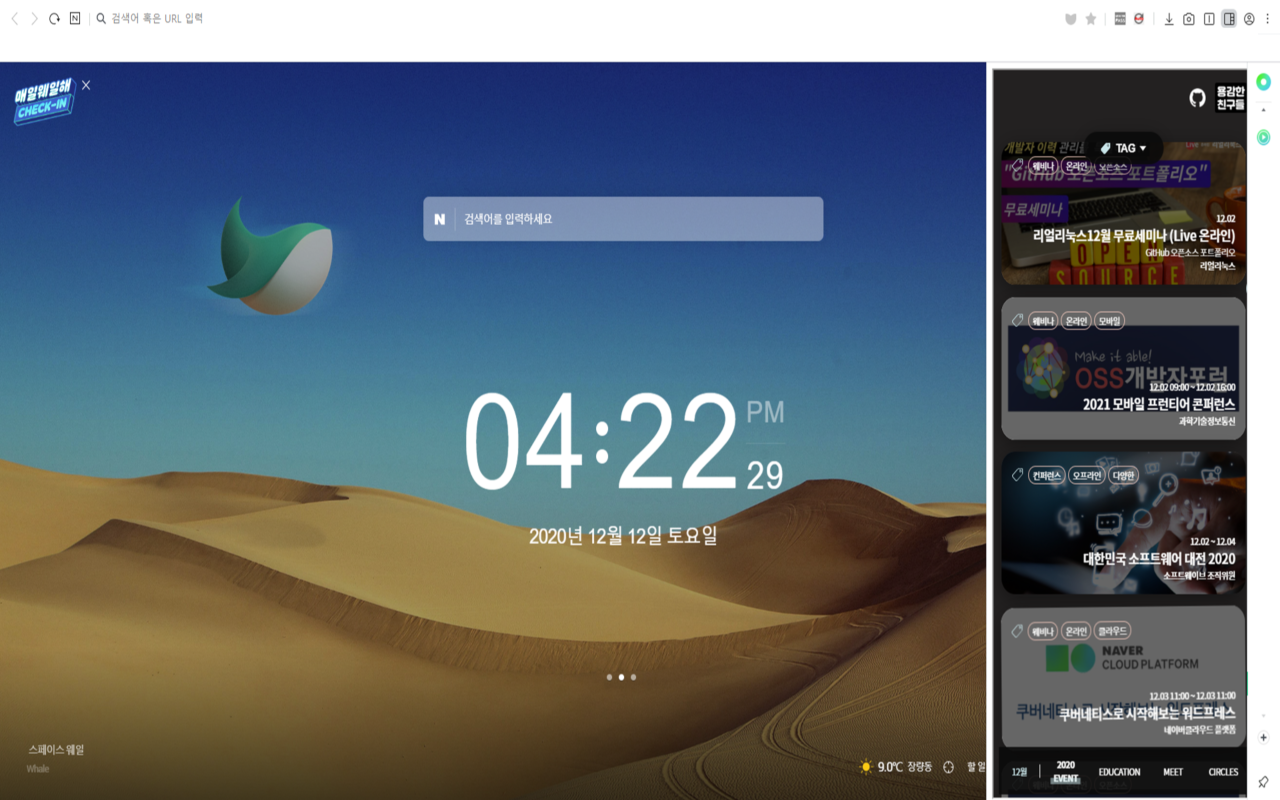 N
검색어 혹은 URL 입력
매일웨일해
CHECK-IN
N
검색어를 입력하세요
04:22
PM
29
2020년 12월 12일 토요일
스페이스 웨일
Whale
9.0℃ 장량동
할 일
용감한
친구들
TAG
개발자 이력 관리
웨비나 온라인 오픈소스
"GitHub 오픈소스 포트폴리오"
무료세미나
12.02
리얼리눅스12월 무료세미나 (Live 온라인)
GitHub 오픈소스 포트폴리오
리얼리눅스
OPEN
SOURCE
웨비나 온라인 모바일
Make it able!
OSS개발자포럼
12.02 09:00 ~ 12.02 16:00
2021 모바일 프런티어 콘퍼런스
과학기술정보통신
컨퍼런스 오프라인 다양한
12.02 ~ 12.04
대한민국 소프트웨어 대전 2020
소프트웨이브 조직위원
웨비나 온라인 클라우드
NAVER
CLOUD PLATFORM
12.03 11:00 ~ 12.03 11:00
쿠버네티스로 시작해보는 워드프레스
네이버클라우드 플랫폼
12월
2020
EVENT
EDUCATION
MEET
CIRCLES